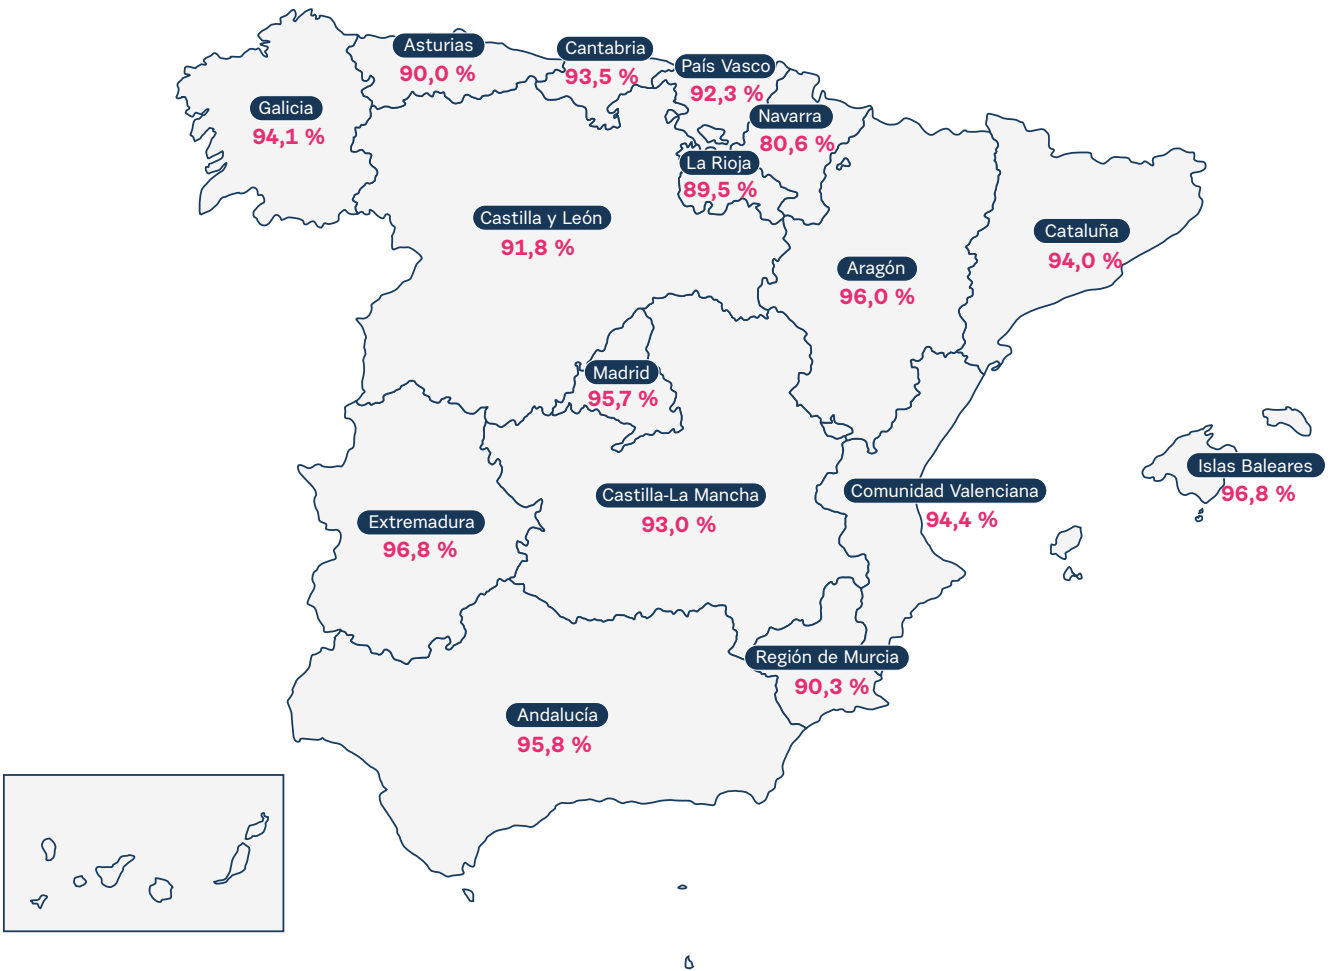 Asturias
90,0 %
Cantabria
93,5 %
País Vasco
92,3 %
Galicia
94,1 %
Navarra
80,6 %
La Rioja
89,5 %
Castilla y León
91,8 %
Cataluña
94,0 %
Aragón
96,0 %
Madrid
95,7 %
Islas Baleares
96,8 %
Castilla-La Mancha
93,0 %
Comunidad Valenciana
94,4 %
Extremadura
96,8 %
Región de Murcia
90,3 %
Andalucía
95,8 %